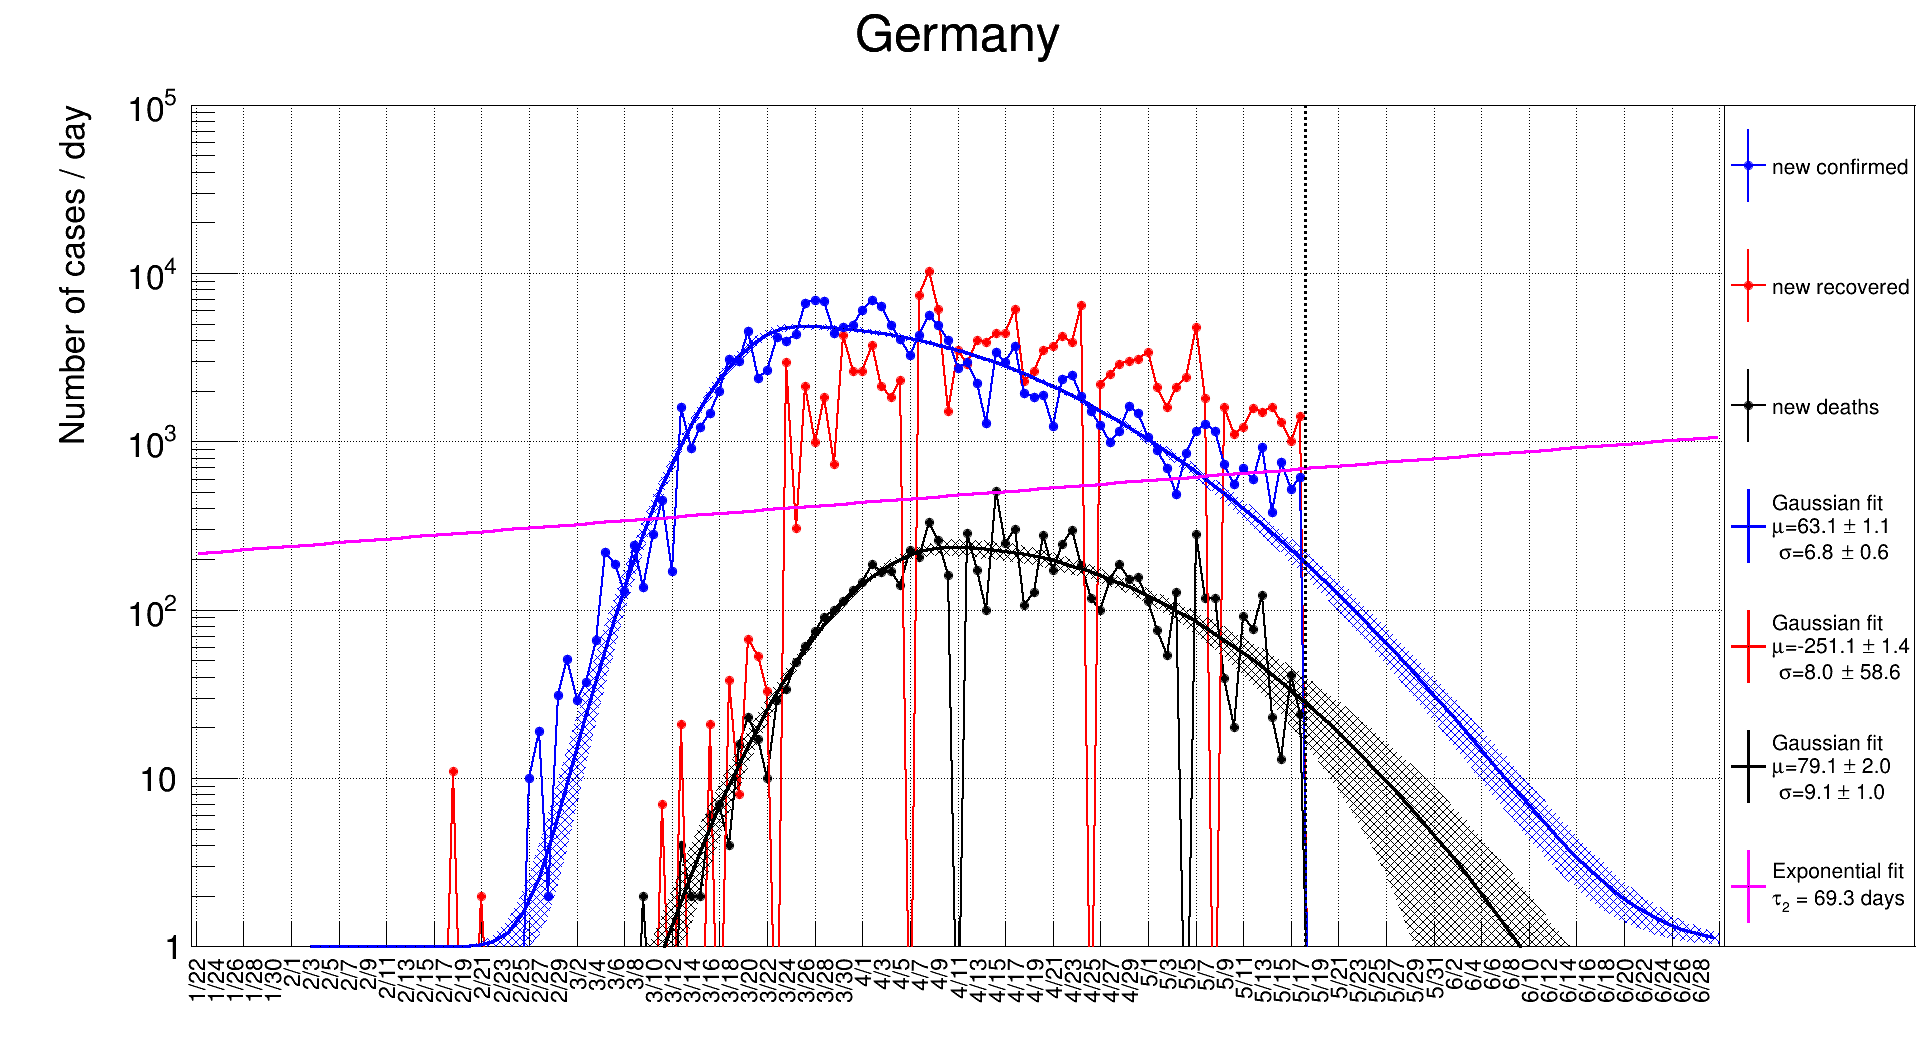 Germany
Number of cases / day
10⁵
10⁴
10³
10²
10
1
1/22 1/24 1/26 1/28 1/30 2/1 2/3 2/5 2/7 2/9 2/11 2/13 2/15 2/17 2/19 2/21 2/23 2/25 2/27 2/29 3/2 3/4 3/6 3/8 3/10 3/12 3/14 3/16 3/18 3/20 3/22 3/24 3/26 3/28 3/30 4/1 4/3 4/5 4/7 4/9 4/11 4/13 4/15 4/17 4/19 4/21 4/23 4/25 4/27 4/29 5/1 5/3 5/5 5/7 5/9 5/11 5/13 5/15 5/17 5/19 5/21 5/23 5/25 5/27 5/29 5/31 6/2 6/4 6/6 6/8 6/10 6/12 6/14 6/16 6/18 6/20 6/22 6/24 6/26 6/28
new confirmed
new recovered
new deaths
Gaussian fit
μ=63.1 ± 1.1
σ=6.8 ± 0.6
Gaussian fit
μ=-251.1 ± 1.4
σ=8.0 ± 58.6
Gaussian fit
μ=79.1 ± 2.0
σ=9.1 ± 1.0
Exponential fit
τ₂ = 69.3 days